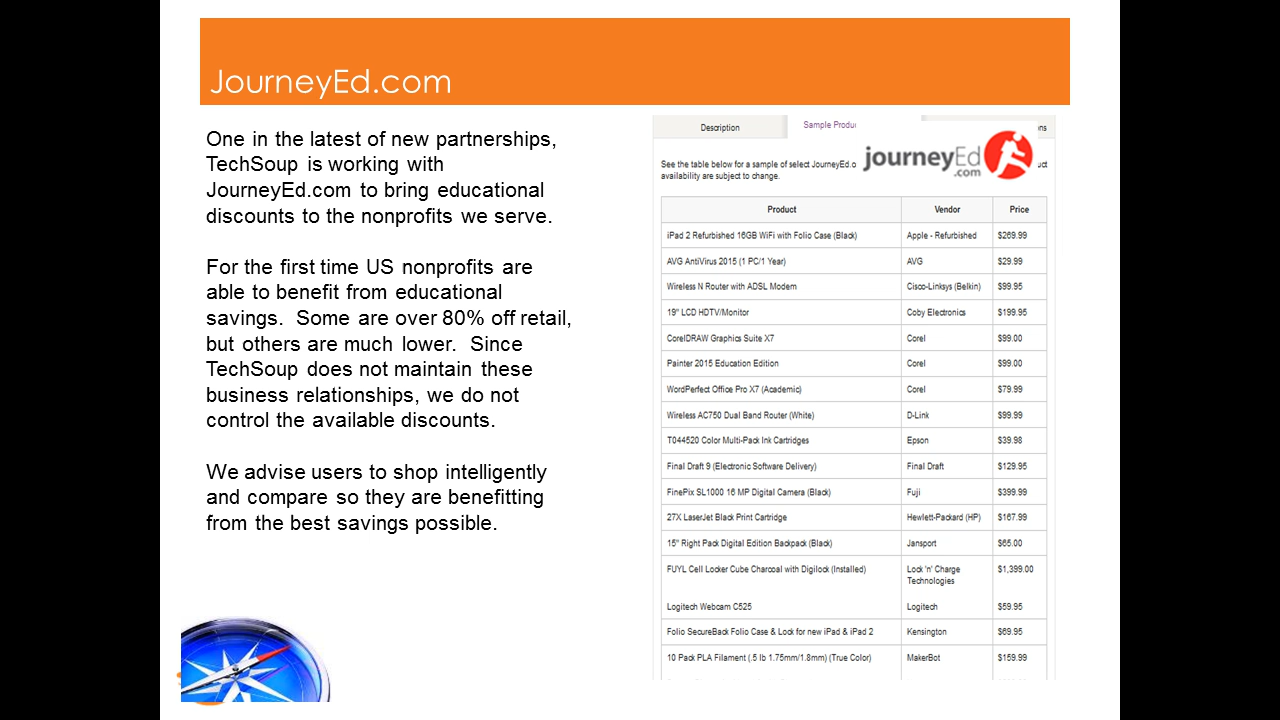 JourneyEd.com
One in the latest of new partnerships,
TechSoup is working with
JourneyEd.com to bring educational
discounts to the nonprofits we serve.
For the first time US nonprofits are
able to benefit from educational
savings.  Some are over 80% off retail,
but others are much lower.  Since
TechSoup does not maintain these
business relationships, we do not
control the available discounts.
We advise users to shop intelligently
and compare so they are benefitting
from the best savings possible.
Description Sample Produ ns
journeyEd
.com
See the table below for a sample of select JourneyEd.o uct
availability are subject to change.
Product Vendor Price
iPad 2 Refurbished 16GB WiFi with Folio Case (Black) Apple - Refurbished $269.99
AVG AntiVirus 2015 (1 PC/1 Year) AVG $29.99
Wireless N Router with ADSL Modem Cisco-Linksys (Belkin) $99.95
19" LCD HDTV/Monitor Coby Electronics $199.95
CorelDRAW Graphics Suite X7 Corel $99.00
Painter 2015 Education Edition Corel $99.00
WordPerfect Office Pro X7 (Academic) Corel $79.99
Wireless AC750 Dual Band Router (White) D-Link $99.99
T044520 Color Multi-Pack Ink Cartridges Epson $39.98
Final Draft 9 (Electronic Software Delivery) Final Draft $129.95
FinePix SL1000 16 MP Digital Camera (Black) Fuji $399.99
27X LaserJet Black Print Cartridge Hewlett-Packard (HP) $167.99
15" Right Pack Digital Edition Backpack (Black) Jansport $65.00
FUYL Cell Locker Cube Charcoal with Digilock (Installed) Lock 'n' Charge $1,399.00
Technologies
Logitech Webcam C525 Logitech $59.95
Folio SecureBack Folio Case & Lock for new iPad & iPad 2 Kensington $69.95
10 Pack PLA Filament (.5 lb 1.75mm/1.8mm) (True Color) MakerBot $159.99